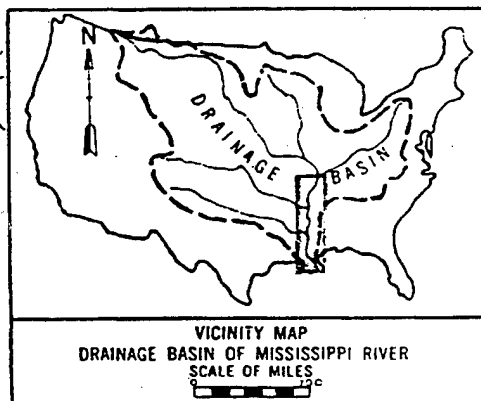 N
DRAINAGE
BASIN
VICINITY MAP
DRAINAGE BASIN OF MISSISSIPPI RIVER
SCALE OF MILES
0